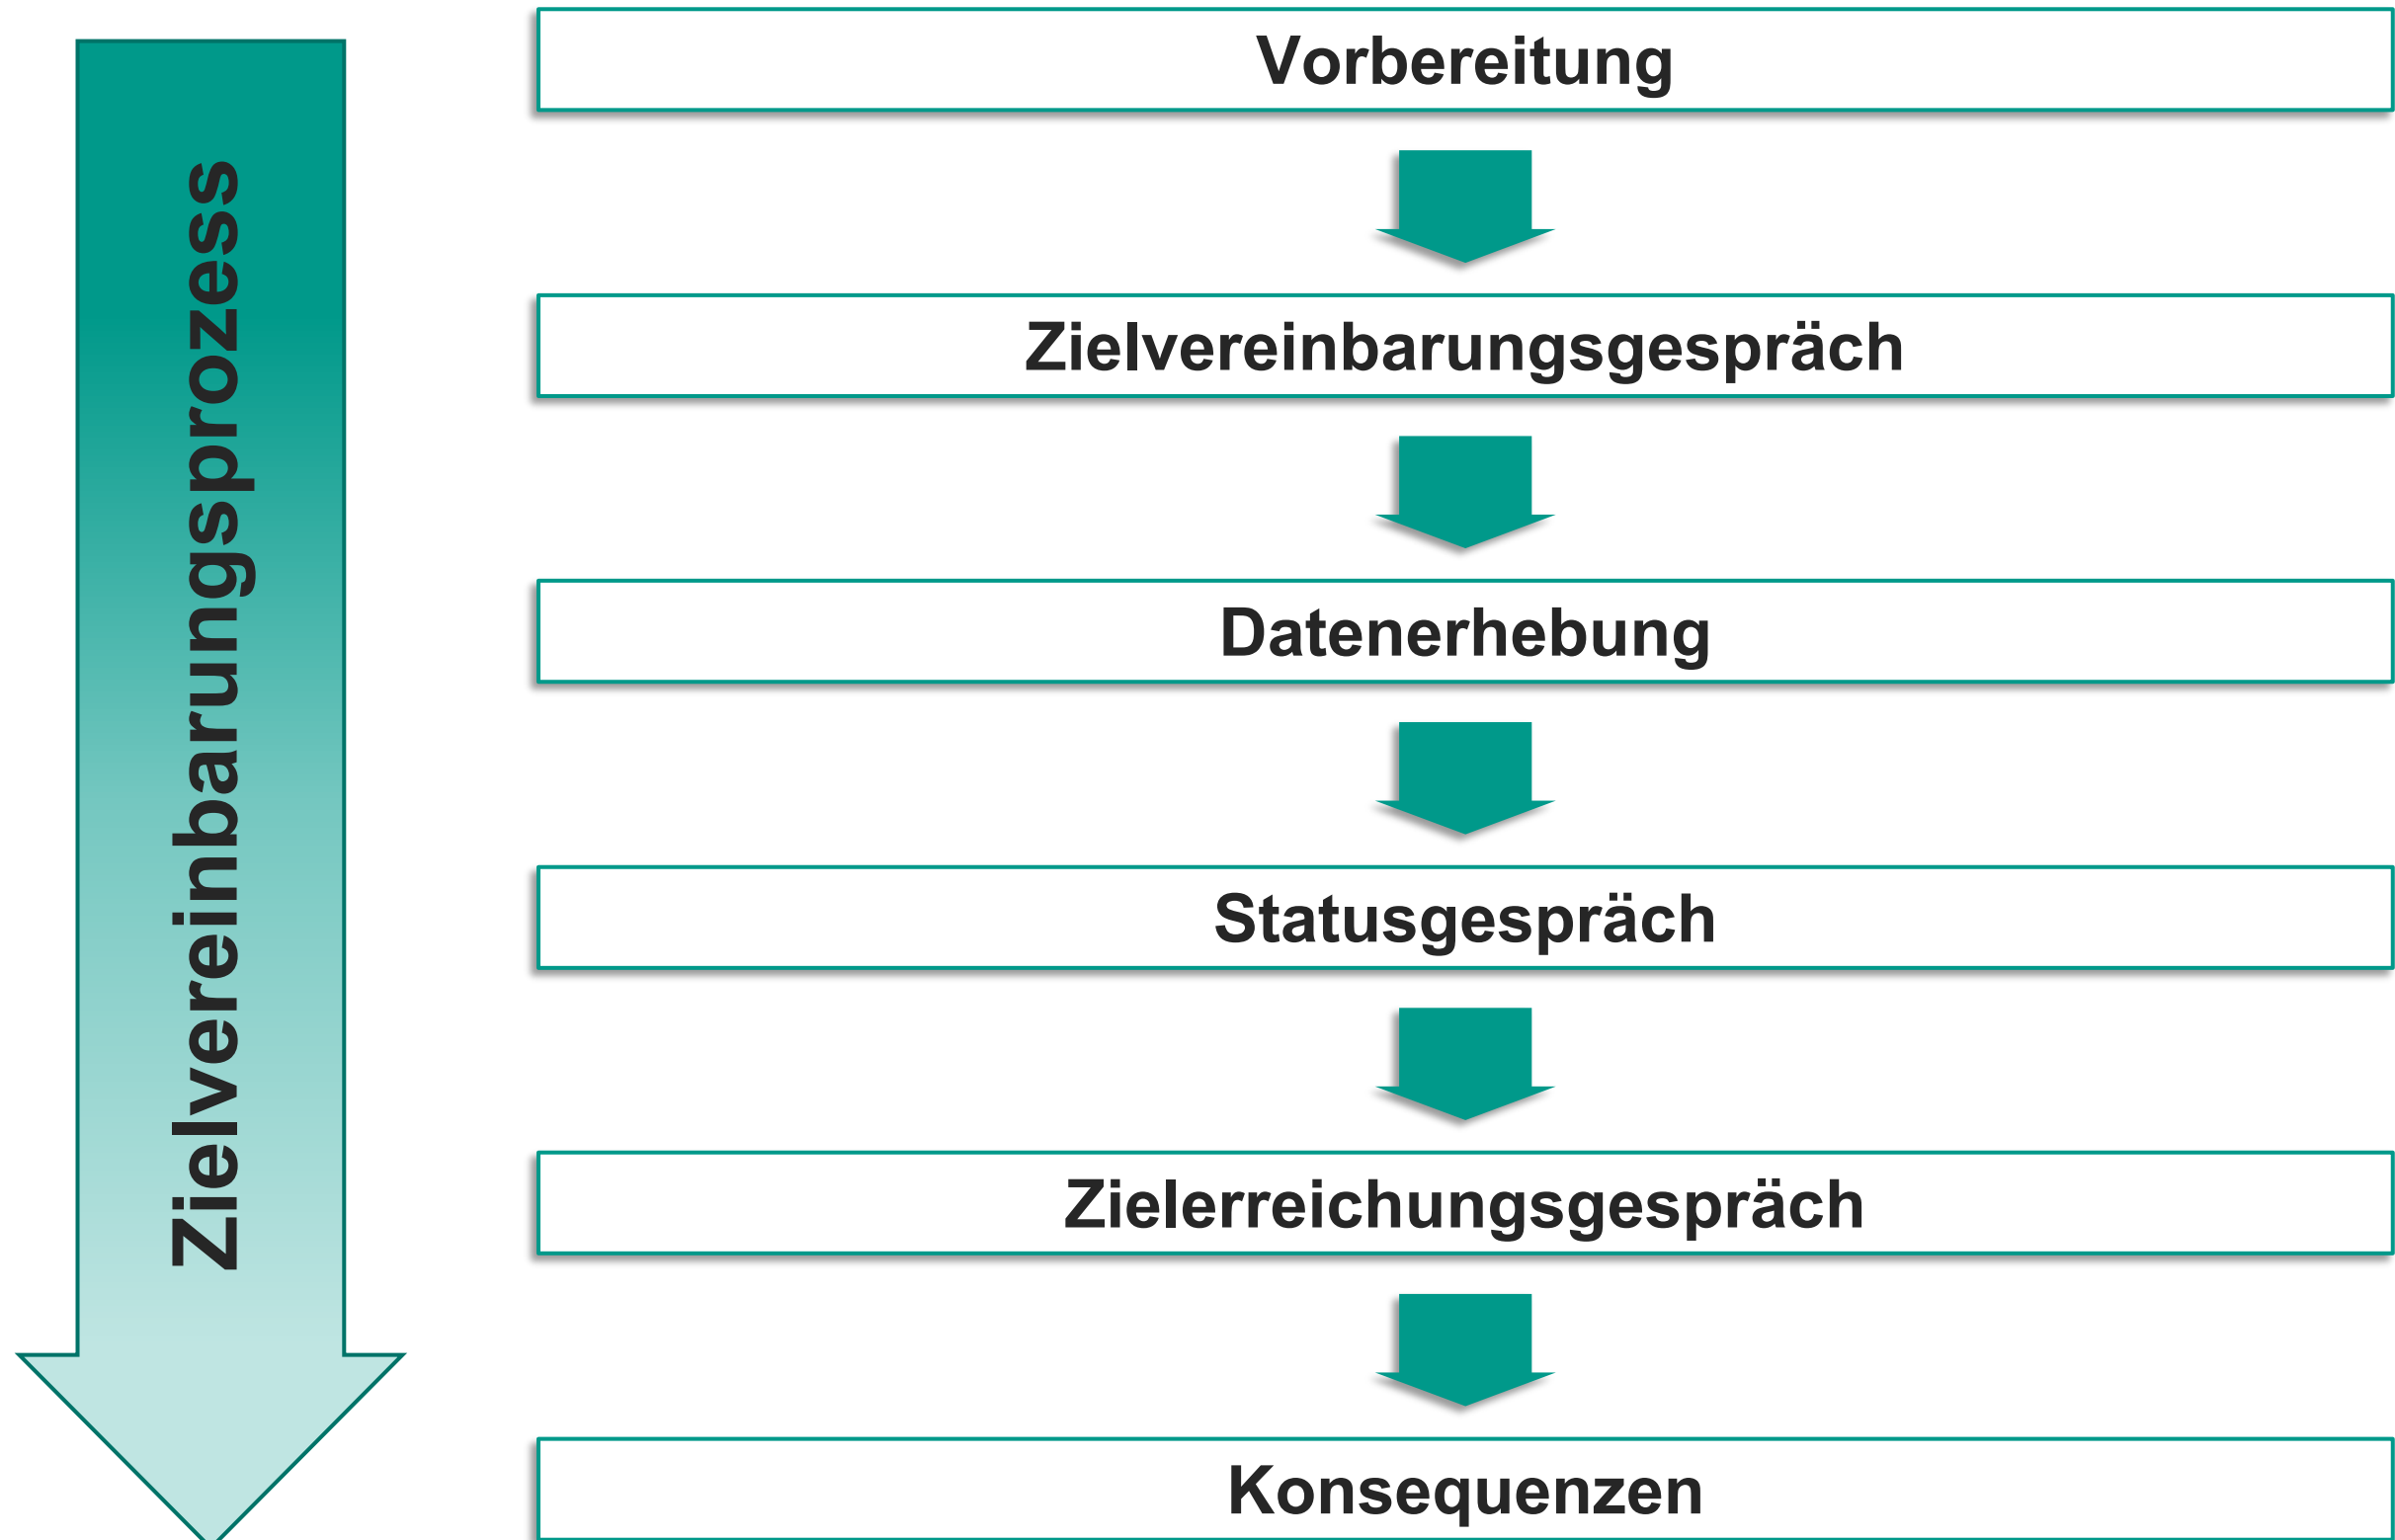 Zielvereinbarungsprozess
Vorbereitung
Zielvereinbarungsgespräch
Datenerhebung
Statusgespräch
Zielerreichungsgespräch
Konsequenzen